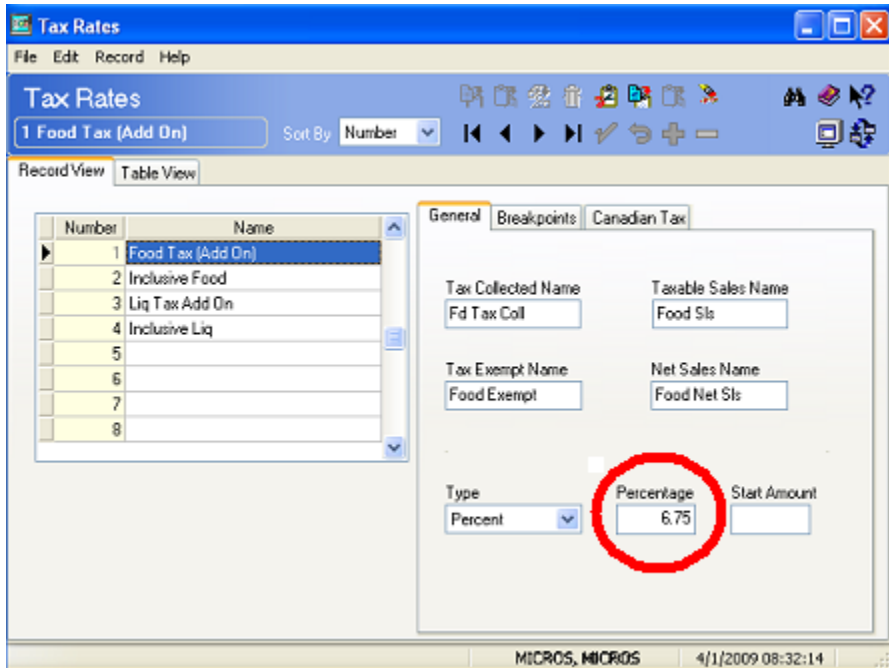 Tax Rates
File Edit Record Help
Tax Rates
1 Food Tax (Add On) Sort By Number
Record View Table View
Number Name
1 Food Tax (Add On)
2 Inclusive Food
3 Liq Tax Add On
4 Inclusive Liq
5
6
7
8
General Breakpoints Canadian Tax
Tax Collected Name Taxable Sales Name
Fd Tax Coll Food Sls
Tax Exempt Name Net Sales Name
Food Exempt Food Net Sls
Type Percentage Start Amount
Percent 6.75
MICROS, MICROS 4/1/2009 08:32:14